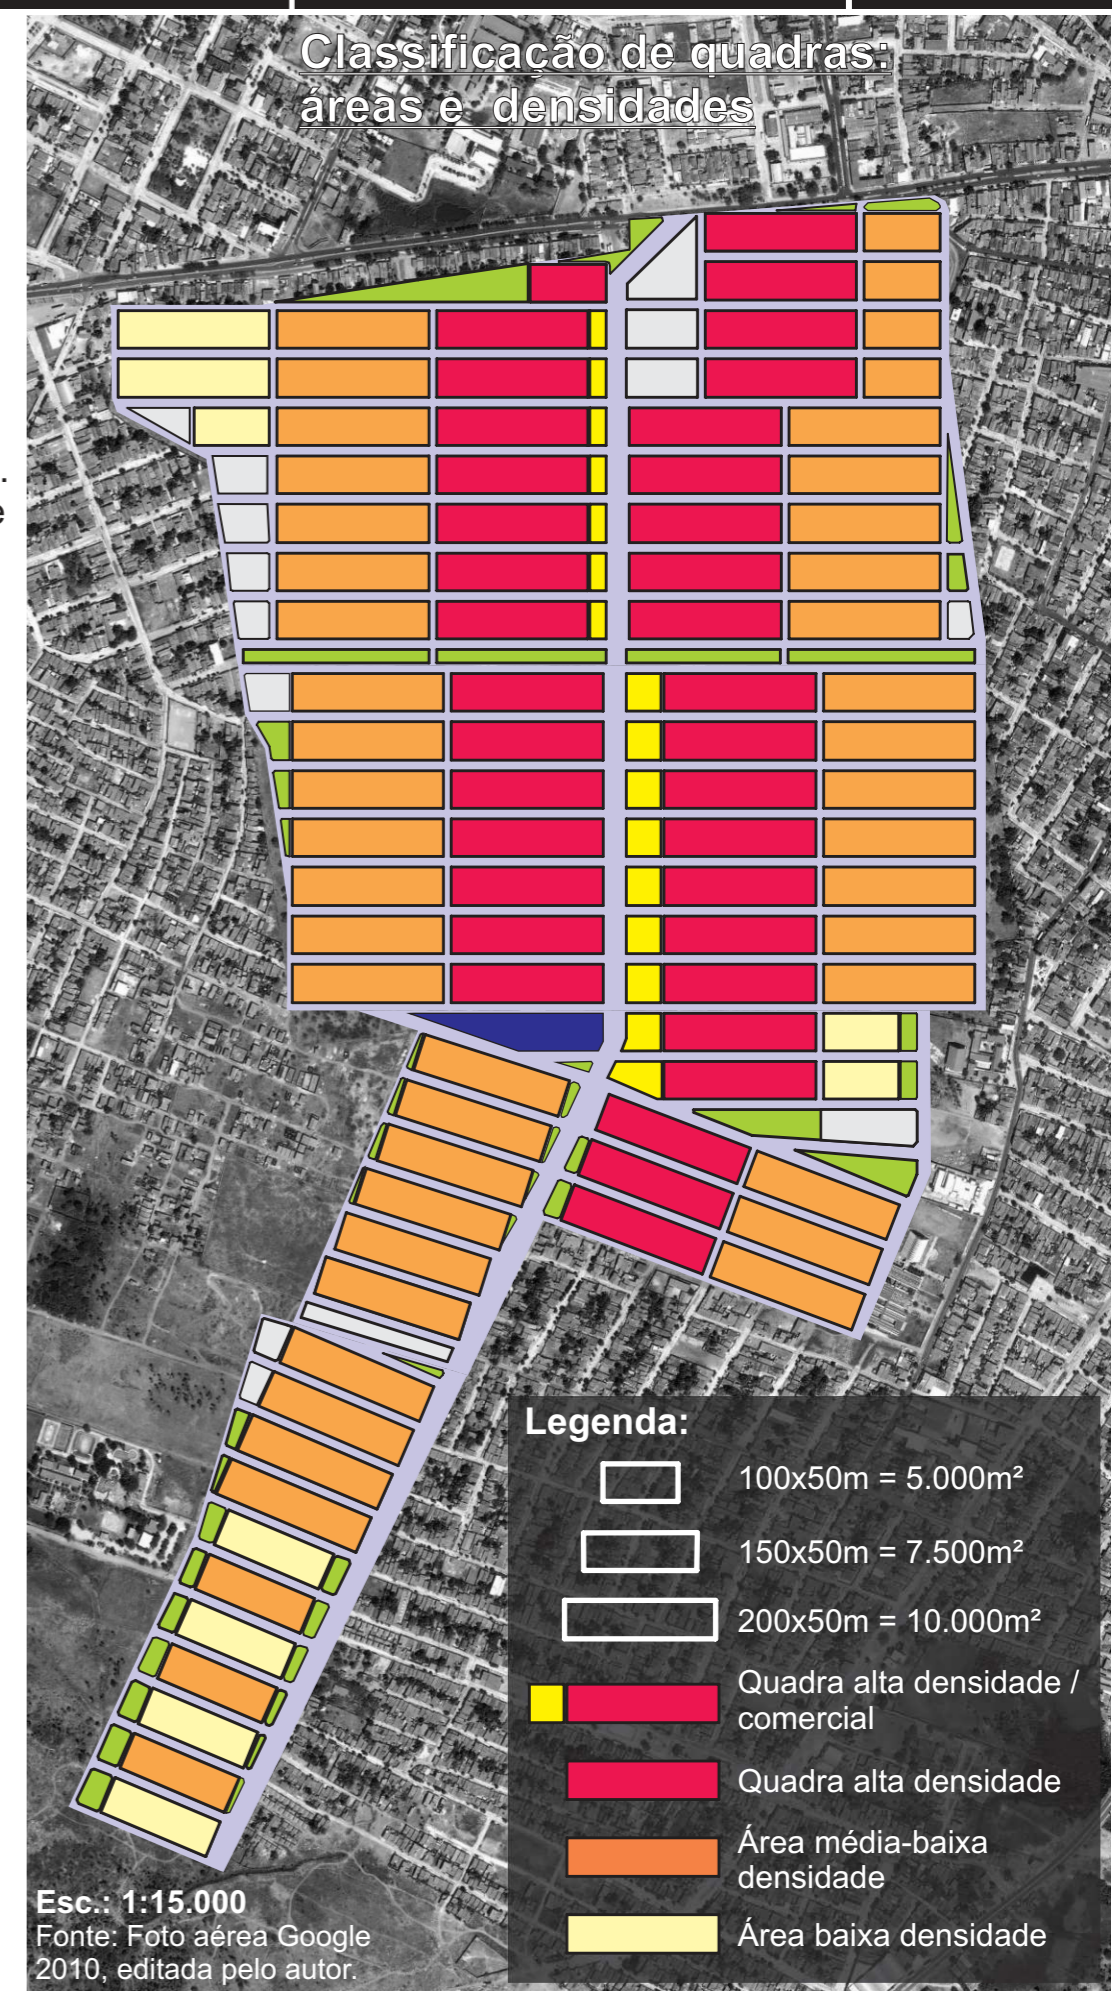 Classificação de quadras:
áreas e densidades
.
e
Legenda:
100x50m = 5.000m²
150x50m = 7.500m²
200x50m = 10.000m²
Quadra alta densidade /
comercial
Quadra alta densidade
Área média-baixa
densidade
Área baixa densidade
Esc.: 1:15.000
Fonte: Foto aérea Google
2010, editada pelo autor.